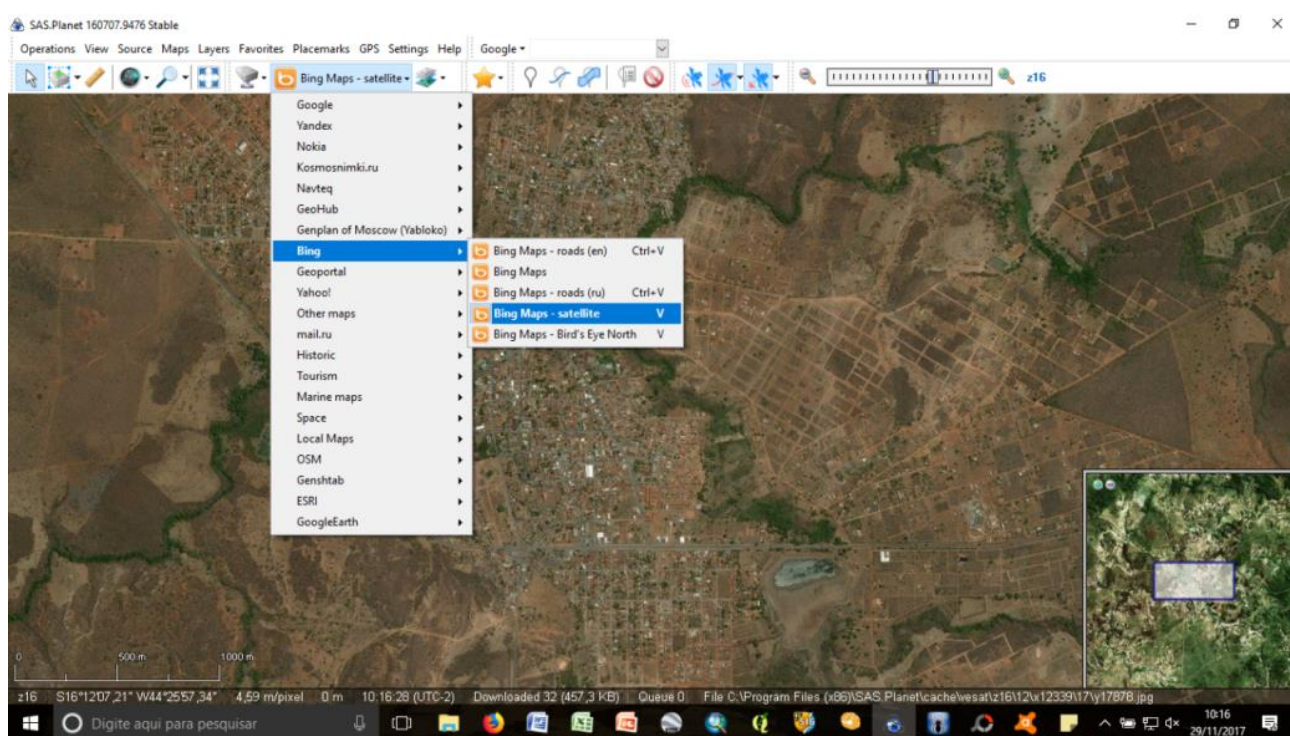 SAS.Planet 160707.9476 Stable
Operations View Source Maps Layers Favorites Placemarks GPS Settings Help Google
Bing Maps - satellite z16
Google
Yandex
Nokia
Kosmosnimki.ru
Navteq
GeoHub
Genplan of Moscow (Yabloko)
Bing
Geoportal
Yahoo!
Other maps
mail.ru
Historic
Tourism
Marine maps
Space
Local Maps
OSM
Genshtab
ESRI
GoogleEarth
Bing Maps - roads (en) Ctrl+V
Bing Maps
Bing Maps - roads (ru) Ctrl+V
Bing Maps - satellite V
Bing Maps - Bird's Eye North V
0 500 m 1000 m
z16 S16°12'07,21" W44°25'57,34" 4,59 m/pixel 0 m 10:16:28 (UTC-2) Downloaded 32 (457,3 KB) Queue 0 File C:\Program Files (x86)\SAS.Planet\cache\vesat\z16\12\x12339\17\y17878.jpg
Digite aqui para pesquisar
10:16
29/11/2017